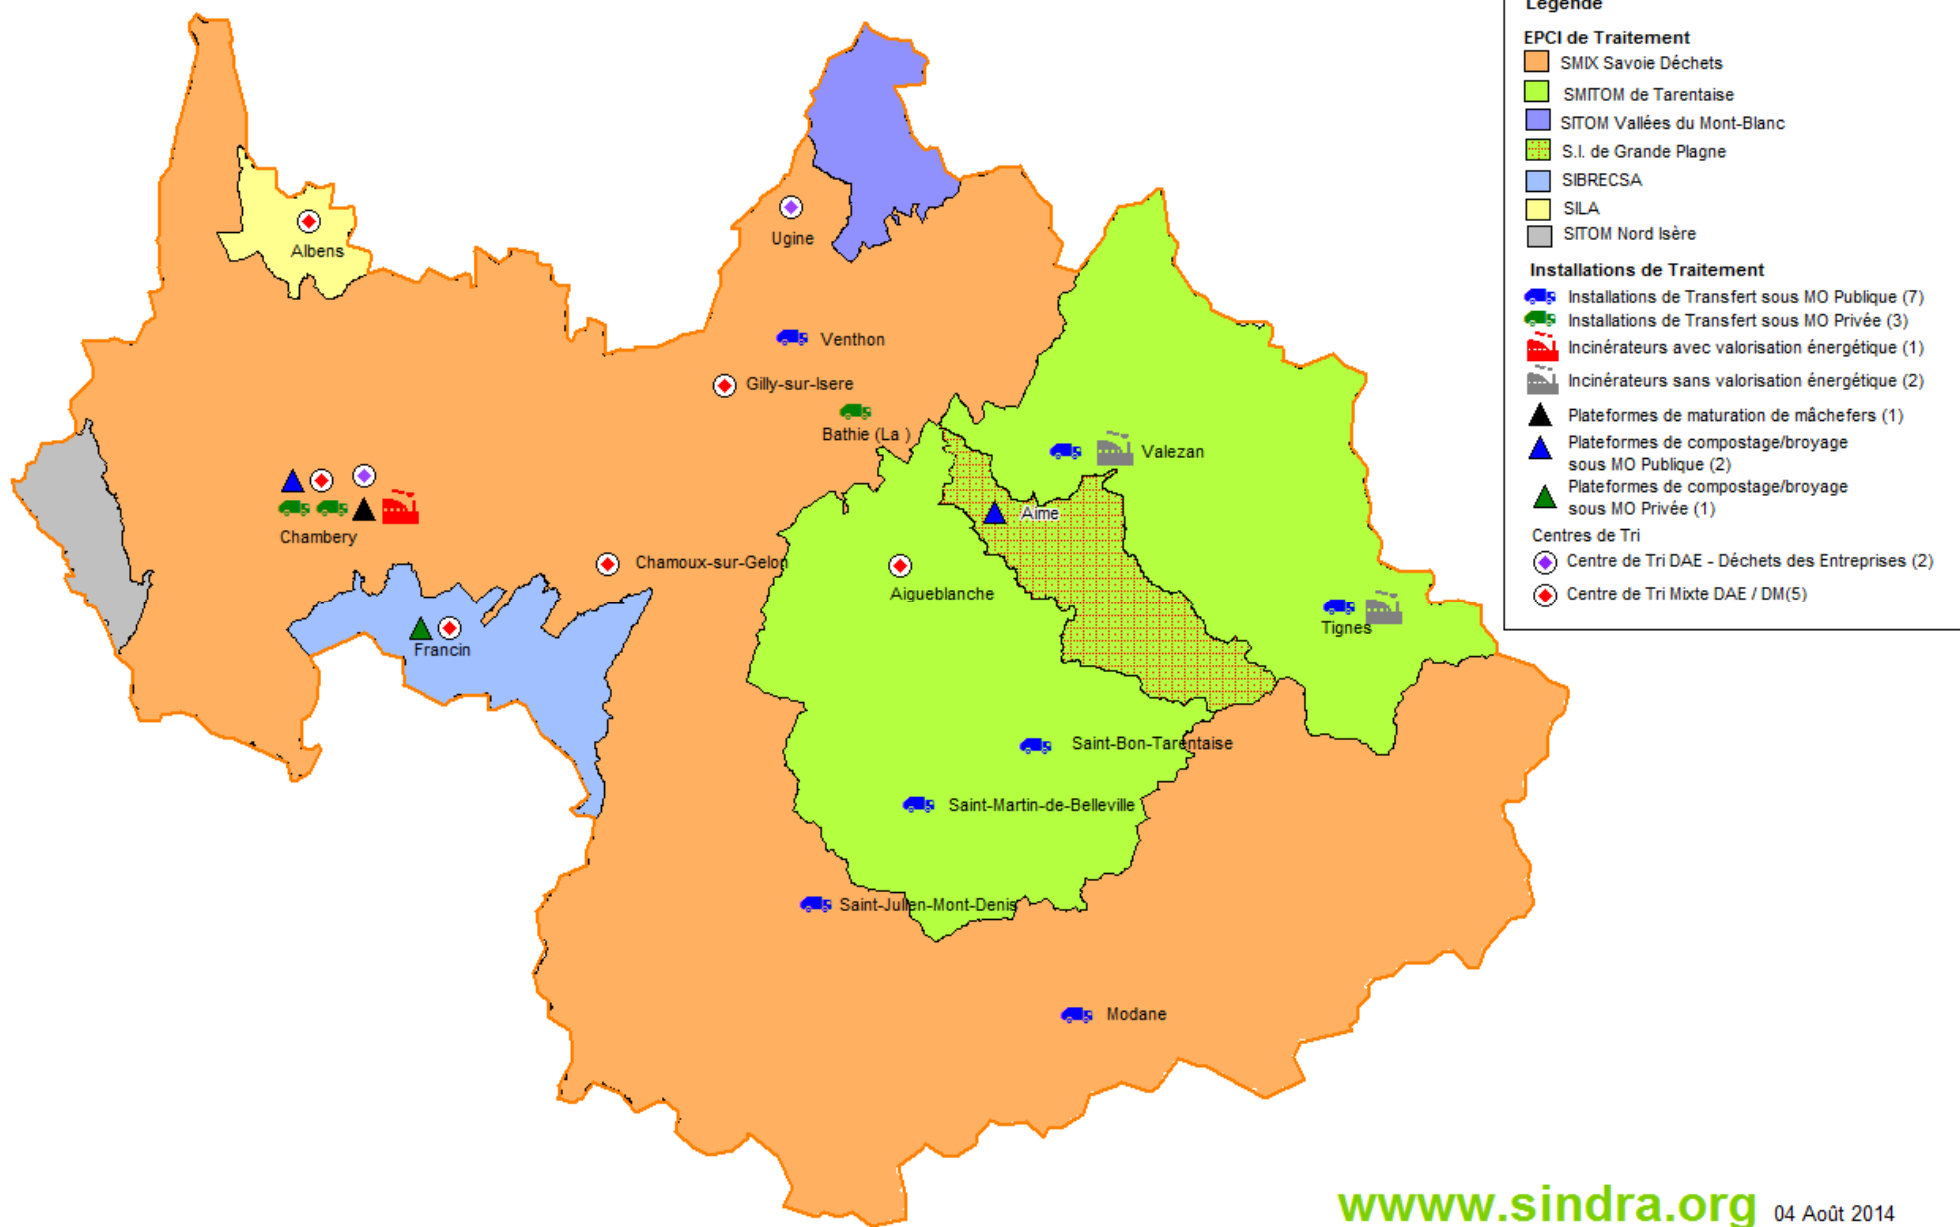 Légende
EPCI de Traitement
SMIX Savoie Déchets
SMITOM de Tarentaise
SITOM Vallées du Mont-Blanc
S.I. de Grande Plagne
SIBRECSA
SILA
SITOM Nord Isère
Installations de Traitement
Installations de Transfert sous MO Publique (7)
Installations de Transfert sous MO Privée (3)
Incinérateurs avec valorisation énergétique (1)
Incinérateurs sans valorisation énergétique (2)
Plateformes de maturation de mâchefers (1)
Plateformes de compostage/broyage
sous MO Publique (2)
Plateformes de compostage/broyage
sous MO Privée (1)
Centres de Tri
Centre de Tri DAE - Déchets des Entreprises (2)
Centre de Tri Mixte DAE / DM(5)
Albens
Ugine
Venthon
Gilly-sur-Isere
Bathie (La )
Valezan
Aime
Chambery
Chamoux-sur-Gelon
Aigueblanche
Tignes
Francin
Saint-Bon-Tarentaise
Saint-Martin-de-Belleville
Saint-Julien-Mont-Denis
Modane
wwww.sindra.org 04 Août 2014